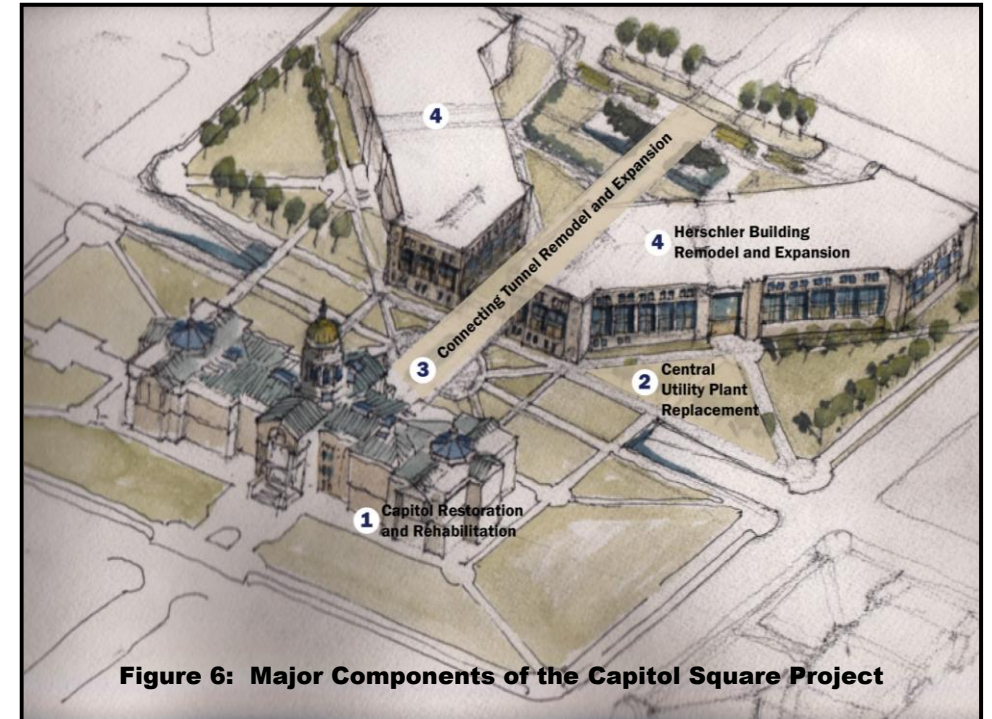 4
Connecting Tunnel Remodel and Expansion
4 Herschler Building
Remodel and Expansion
3
2 Central
Utility Plant
Replacement
1 Capitol Restoration
and Rehabilitation
Figure 6:  Major Components of the Capitol Square Project